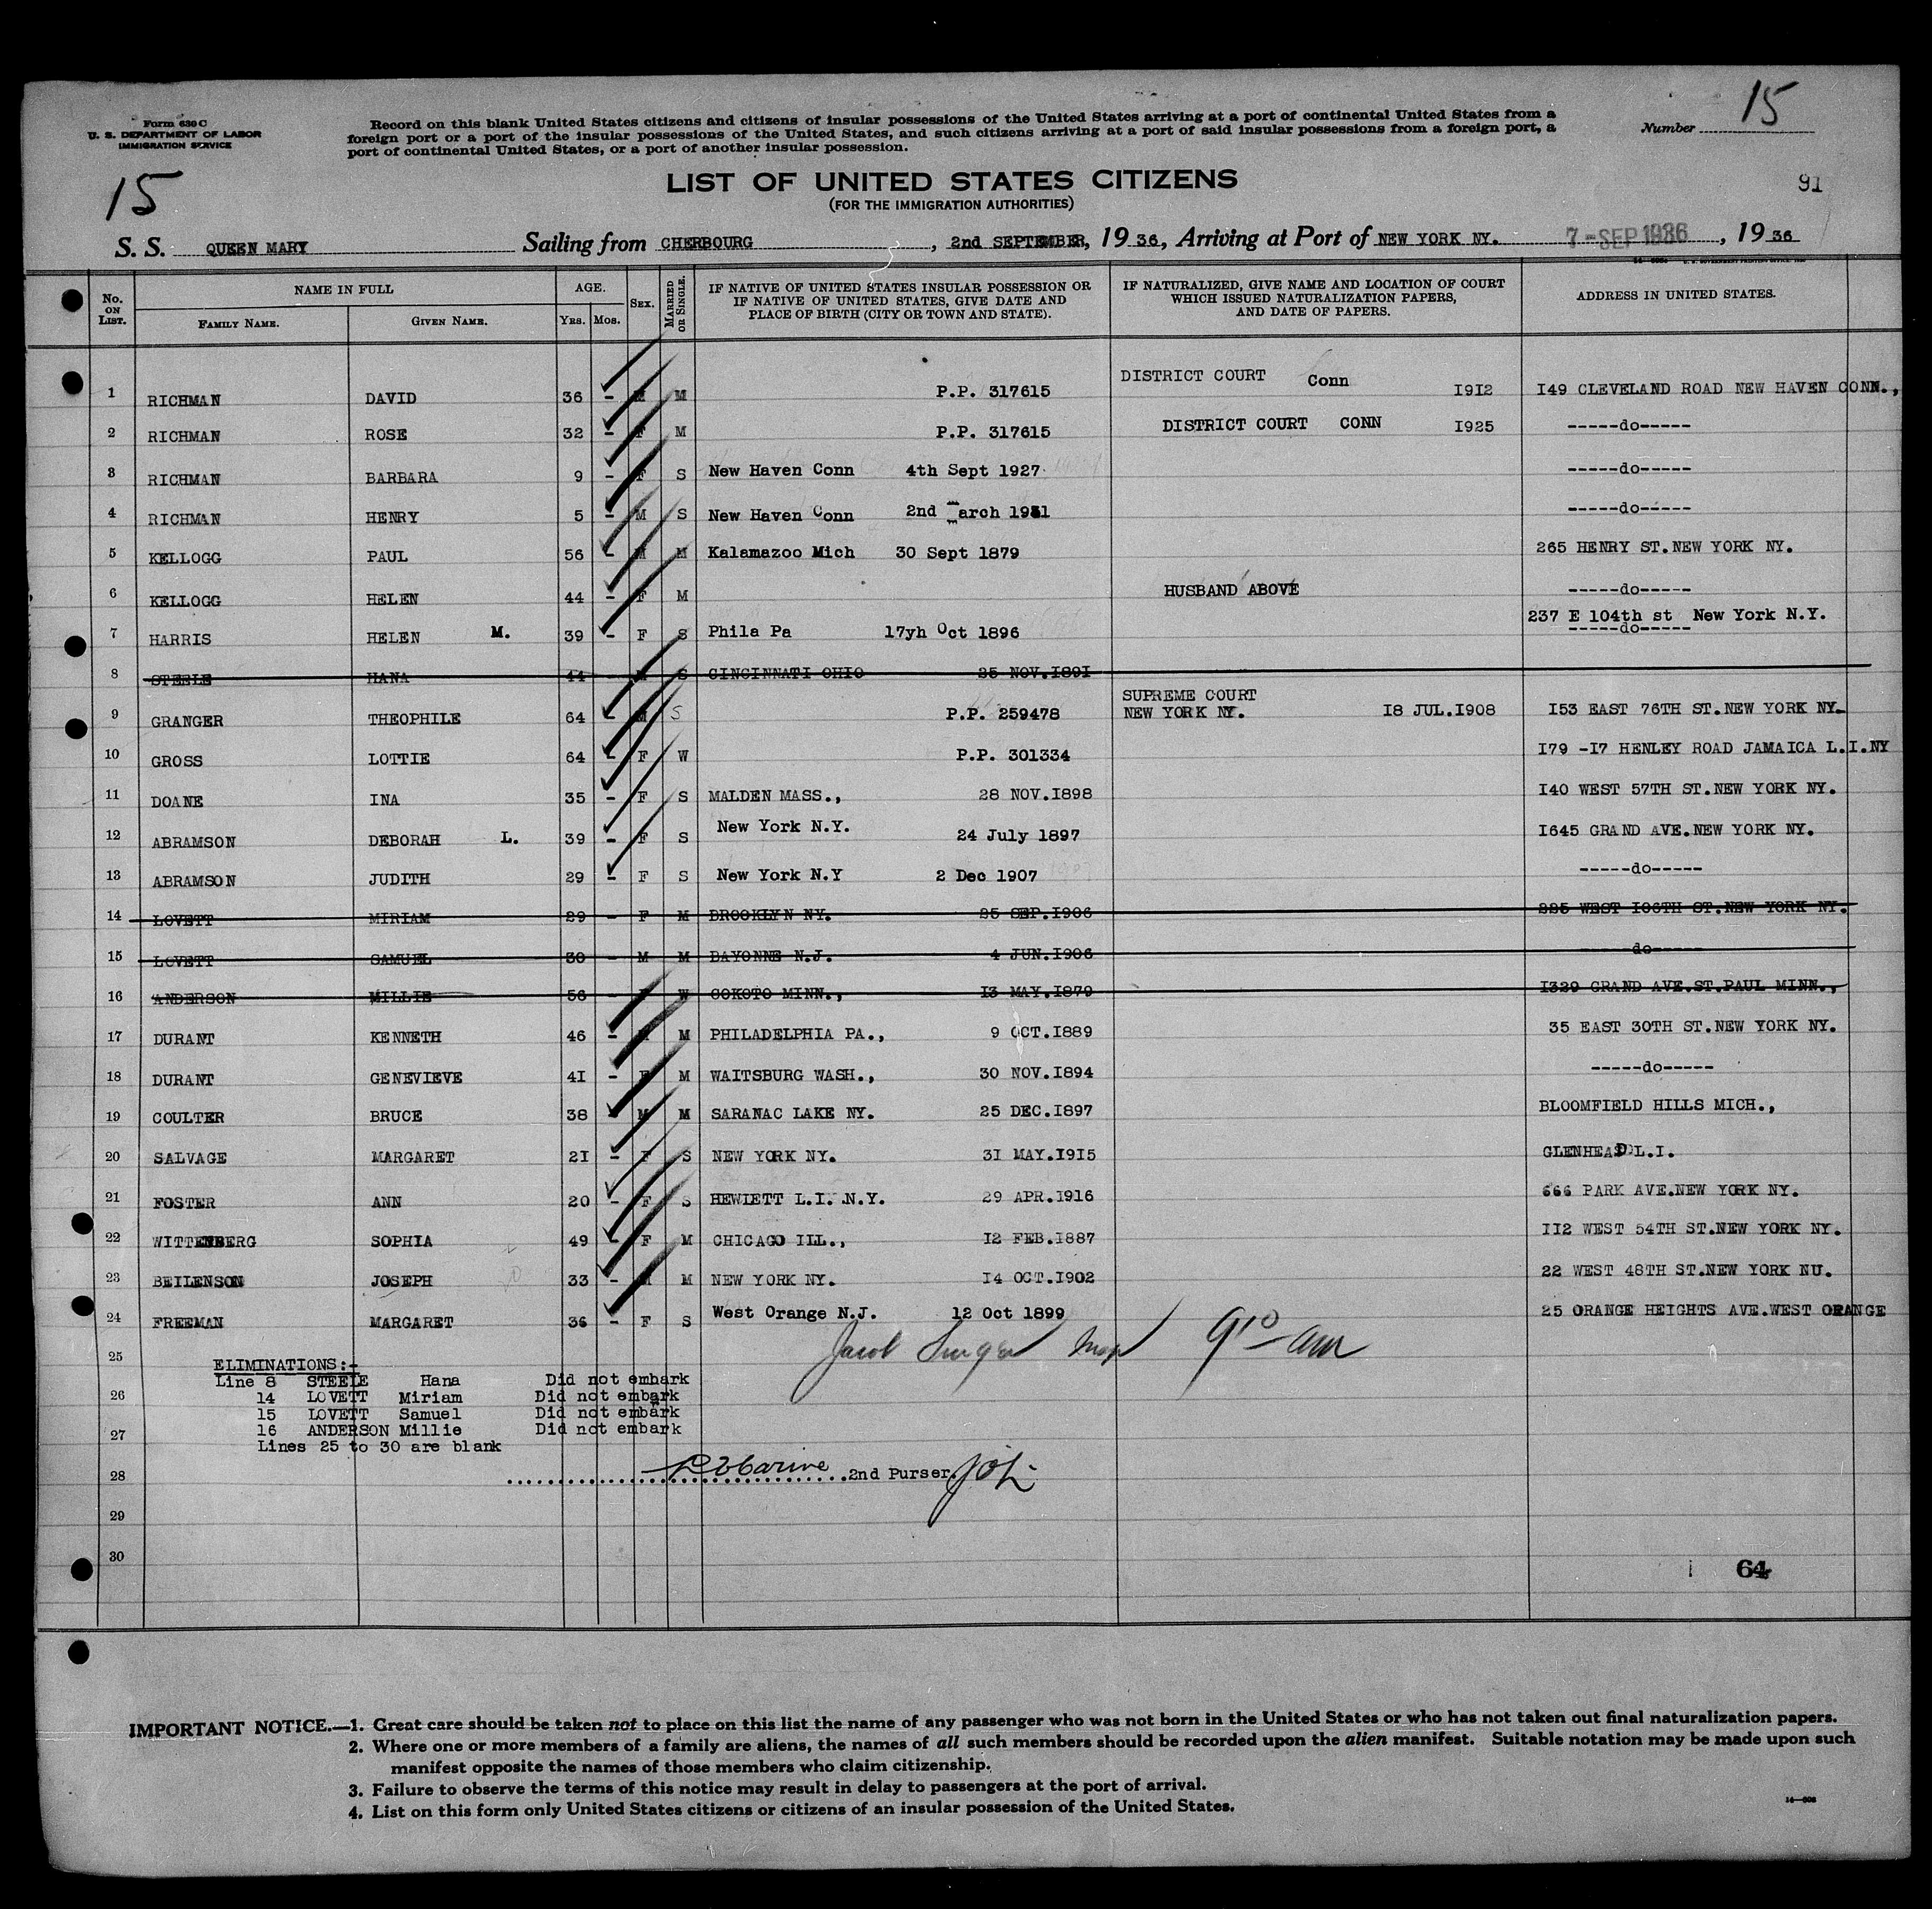 Form 630 C
U. S. DEPARTMENT OF LABOR
IMMIGRATION SERVICE
Record on this blank United States citizens and citizens of insular possessions of the United States arriving at a port of continental United States from a
foreign port or a port of the insular possessions of the United States, and such citizens arriving at a port of said insular possessions from a foreign port, a
port of continental United States, or a port of another insular possession.
Number 15
15
LIST OF UNITED STATES CITIZENS
(FOR THE IMMIGRATION AUTHORITIES)
91
S. S. QUEEN MARY Sailing from CHERBOURG, 2nd SEPTEMBER, 1936, Arriving at Port of NEW YORK NY. 7-SEP 1936, 1936
No. ON LIST. NAME IN FULL FAMILY NAME. GIVEN NAME. AGE. YRS. MOS. SEX. MARRIED OR SINGLE. IF NATIVE OF UNITED STATES INSULAR POSSESSION OR IF NATIVE OF UNITED STATES, GIVE DATE AND PLACE OF BIRTH (CITY OR TOWN AND STATE). IF NATURALIZED, GIVE NAME AND LOCATION OF COURT WHICH ISSUED NATURALIZATION PAPERS, AND DATE OF PAPERS. ADDRESS IN UNITED STATES.
1 RICHMAN DAVID 36 - M M P.P. 317615 DISTRICT COURT Conn 1912 149 CLEVELAND ROAD NEW HAVEN CONN.,
2 RICHMAN ROSE 32 - F M P.P. 317615 DISTRICT COURT CONN 1925 -----do-----
3 RICHMAN BARBARA 9 - F S New Haven Conn 4th Sept 1927 -----do-----
4 RICHMAN HENRY 5 - M S New Haven Conn 2nd March 1931 -----do-----
5 KELLOGG PAUL 56 - M M Kalamazoo Mich 30 Sept 1879 265 HENRY ST.NEW YORK NY.
6 KELLOGG HELEN 44 - F M HUSBAND ABOVE -----do-----
7 HARRIS HELEN M. 39 - F S Phila Pa 17yh Oct 1896 237 E 104th st New York N.Y.
-----do-----
8 STEELE HANA 44 S CINCINNATI OHIO 25 NOV.1891
9 GRANGER THEOPHILE 64 - M S P.P. 259478 SUPREME COURT NEW YORK NY. 18 JUL.1908 153 EAST 76TH ST.NEW YORK NY.
10 GROSS LOTTIE 64 - F W P.P. 301334 179 -17 HENLEY ROAD JAMAICA L.I.NY
11 DOANE INA 35 - F S MALDEN MASS., 28 NOV.1898 140 WEST 57TH ST.NEW YORK NY.
12 ABRAMSON DEBORAH L. 39 - F S New York N.Y. 24 July 1897 1645 GRAND AVE.NEW YORK NY.
13 ABRAMSON JUDITH 29 - F S New York N.Y 2 Dec 1907 -----do-----
14 LOVETT MIRIAM 29 - F M BROOKLYN NY. 25 SEP.1906 225 WEST 106TH ST.NEW YORK NY.
15 LOVETT SAMUEL 30 - M M BAYONNE N.J. 4 JUN.1906 -----do-----
16 ANDERSON MILLIE 56 - F W COKOTO MINN., 13 MAY.1879 1329 GRAND AVE.ST.PAUL MINN.,
17 DURANT KENNETH 46 - M M PHILADELPHIA PA., 9 OCT.1889 35 EAST 30TH ST.NEW YORK NY.
18 DURANT GENEVIEVE 41 - F M WAITSBURG WASH., 30 NOV.1894 -----do-----
19 COULTER BRUCE 38 - M M SARANAC LAKE NY. 25 DEC.1897 BLOOMFIELD HILLS MICH.,
20 SALVAGE MARGARET 21 - F S NEW YORK NY. 31 MAY.1915 GLENHEAD L.I.
21 FOSTER ANN 20 - F S HEWIETT L.I. N.Y. 29 APR.1916 666 PARK AVE.NEW YORK NY.
22 WITTENBERG SOPHIA 49 - F M CHICAGO ILL., 12 FEB.1887 112 WEST 54TH ST.NEW YORK NY.
23 BEILENSON JOSEPH 33 - M M NEW YORK NY. 14 OCT.1902 22 WEST 48TH ST.NEW YORK NU.
24 FREEMAN MARGARET 36 - F S West Orange N.J. 12 Oct 1899 25 ORANGE HEIGHTS AVE.WEST ORANGE
25 Jacob Singer Insp 9 10 am
ELIMINATIONS:-
Line 8 STEELE Hana Did not embark
26 14 LOVETT Miriam Did not embark
15 LOVETT Samuel Did not embark
27 16 ANDERSON Millie Did not embark
Lines 25 to 30 are blank
28 2nd Purser.
29
30
64
IMPORTANT NOTICE.—1. Great care should be taken not to place on this list the name of any passenger who was not born in the United States or who has not taken out final naturalization papers.
2. Where one or more members of a family are aliens, the names of all such members should be recorded upon the alien manifest. Suitable notation may be made upon such
manifest opposite the names of those members who claim citizenship.
3. Failure to observe the terms of this notice may result in delay to passengers at the port of arrival.
4. List on this form only United States citizens or citizens of an insular possession of the United States.